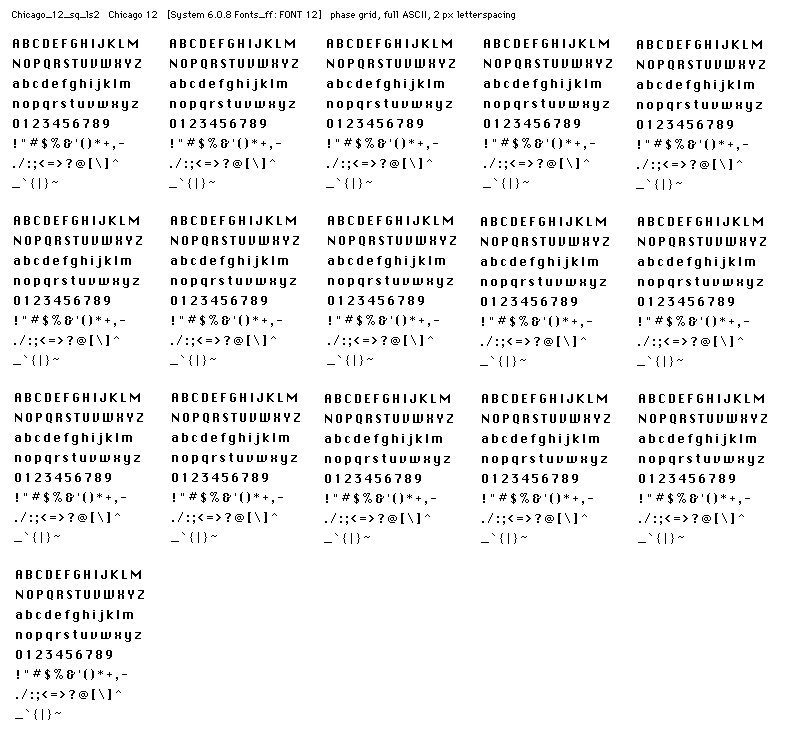 Chicago_12_sq_ls2 Chicago 12 [System 6.0.8 Fonts_ff: FONT 12] phase grid, full ASCII, 2 px letterspacing
ABCDEFGHIJKLM
NOPQRSTUVWXYZ
abcdefghijklm
nopqrstuvwxyz
0123456789
!"#$%&'()*+,-
./:;<=>?@[\]^
_`{|}~
ABCDEFGHIJKLM
NOPQRSTUVWXYZ
abcdefghijklm
nopqrstuvwxyz
0123456789
!"#$%&'()*+,-
./:;<=>?@[\]^
_`{|}~
ABCDEFGHIJKLM
NOPQRSTUVWXYZ
abcdefghijklm
nopqrstuvwxyz
0123456789
!"#$%&'()*+,-
./:;<=>?@[\]^
_`{|}~
ABCDEFGHIJKLM
NOPQRSTUVWXYZ
abcdefghijklm
nopqrstuvwxyz
0123456789
!"#$%&'()*+,-
./:;<=>?@[\]^
_`{|}~
ABCDEFGHIJKLM
NOPQRSTUVWXYZ
abcdefghijklm
nopqrstuvwxyz
0123456789
!"#$%&'()*+,-
./:;<=>?@[\]^
_`{|}~
ABCDEFGHIJKLM
NOPQRSTUVWXYZ
abcdefghijklm
nopqrstuvwxyz
0123456789
!"#$%&'()*+,-
./:;<=>?@[\]^
_`{|}~
ABCDEFGHIJKLM
NOPQRSTUVWXYZ
abcdefghijklm
nopqrstuvwxyz
0123456789
!"#$%&'()*+,-
./:;<=>?@[\]^
_`{|}~
ABCDEFGHIJKLM
NOPQRSTUVWXYZ
abcdefghijklm
nopqrstuvwxyz
0123456789
!"#$%&'()*+,-
./:;<=>?@[\]^
_`{|}~
ABCDEFGHIJKLM
NOPQRSTUVWXYZ
abcdefghijklm
nopqrstuvwxyz
0123456789
!"#$%&'()*+,-
./:;<=>?@[\]^
_`{|}~
ABCDEFGHIJKLM
NOPQRSTUVWXYZ
abcdefghijklm
nopqrstuvwxyz
0123456789
!"#$%&'()*+,-
./:;<=>?@[\]^
_`{|}~
ABCDEFGHIJKLM
NOPQRSTUVWXYZ
abcdefghijklm
nopqrstuvwxyz
0123456789
!"#$%&'()*+,-
./:;<=>?@[\]^
_`{|}~
ABCDEFGHIJKLM
NOPQRSTUVWXYZ
abcdefghijklm
nopqrstuvwxyz
0123456789
!"#$%&'()*+,-
./:;<=>?@[\]^
_`{|}~
ABCDEFGHIJKLM
NOPQRSTUVWXYZ
abcdefghijklm
nopqrstuvwxyz
0123456789
!"#$%&'()*+,-
./:;<=>?@[\]^
_`{|}~
ABCDEFGHIJKLM
NOPQRSTUVWXYZ
abcdefghijklm
nopqrstuvwxyz
0123456789
!"#$%&'()*+,-
./:;<=>?@[\]^
_`{|}~
ABCDEFGHIJKLM
NOPQRSTUVWXYZ
abcdefghijklm
nopqrstuvwxyz
0123456789
!"#$%&'()*+,-
./:;<=>?@[\]^
_`{|}~
ABCDEFGHIJKLM
NOPQRSTUVWXYZ
abcdefghijklm
nopqrstuvwxyz
0123456789
!"#$%&'()*+,-
./:;<=>?@[\]^
_`{|}~